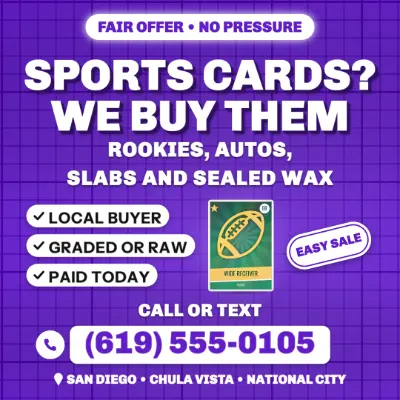 FAIR OFFER • NO PRESSURE
SPORTS CARDS?
WE BUY THEM
ROOKIES, AUTOS,
SLABS AND SEALED WAX
LOCAL BUYER
GRADED OR RAW
PAID TODAY
WIDE RECEIVER
EASY SALE
CALL OR TEXT
(619) 555-0105
SAN DIEGO • CHULA VISTA • NATIONAL CITY